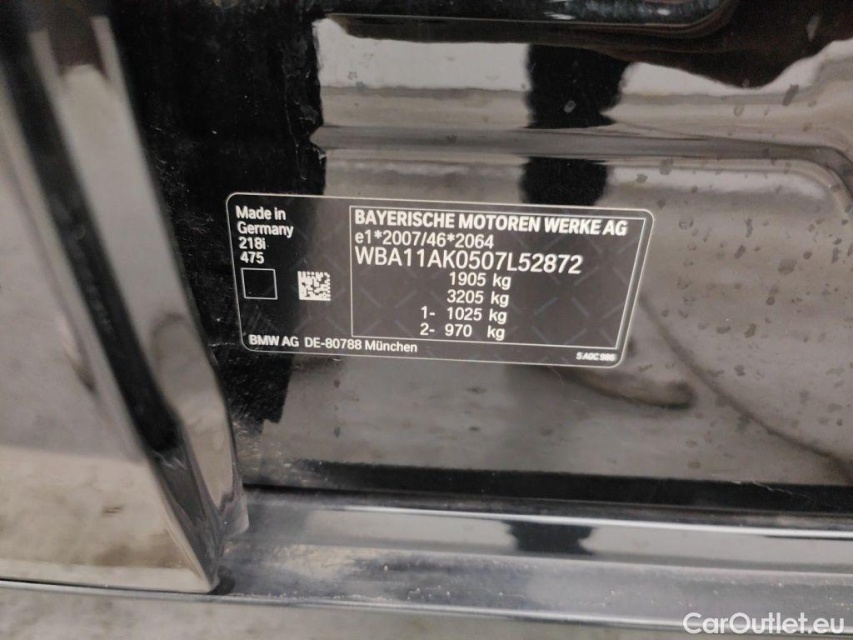 Made in
Germany
218i
475
BAYERISCHE MOTOREN WERKE AG
e1*2007/46*2064
WBA11AK0507L52872
1905 kg
3205 kg
1- 1025 kg
2- 970 kg
BMW AG DE-80788 München
5A0C986
CarOutlet.eu